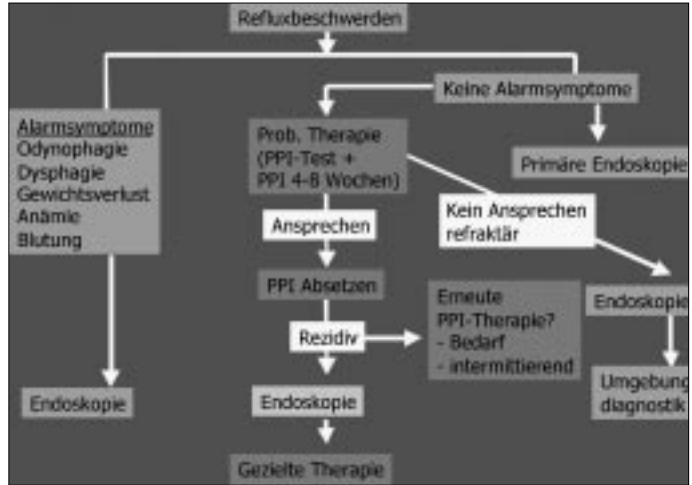 Refluxbeschwerden
Keine Alarmsymptome
Alarmsymptome
Odynophagie
Dysphagie
Gewichtsverlust
Anämie
Blutung
Prob. Therapie
(PPI-Test +
PPI 4-8 Wochen)
Primäre Endoskopie
Ansprechen
Kein Ansprechen
refraktär
PPI Absetzen
Erneute
PPI-Therapie?
- Bedarf
- intermittierend
Endoskopie
Rezidiv
Umgebung
diagnostik
Endoskopie
Endoskopie
Gezielte Therapie